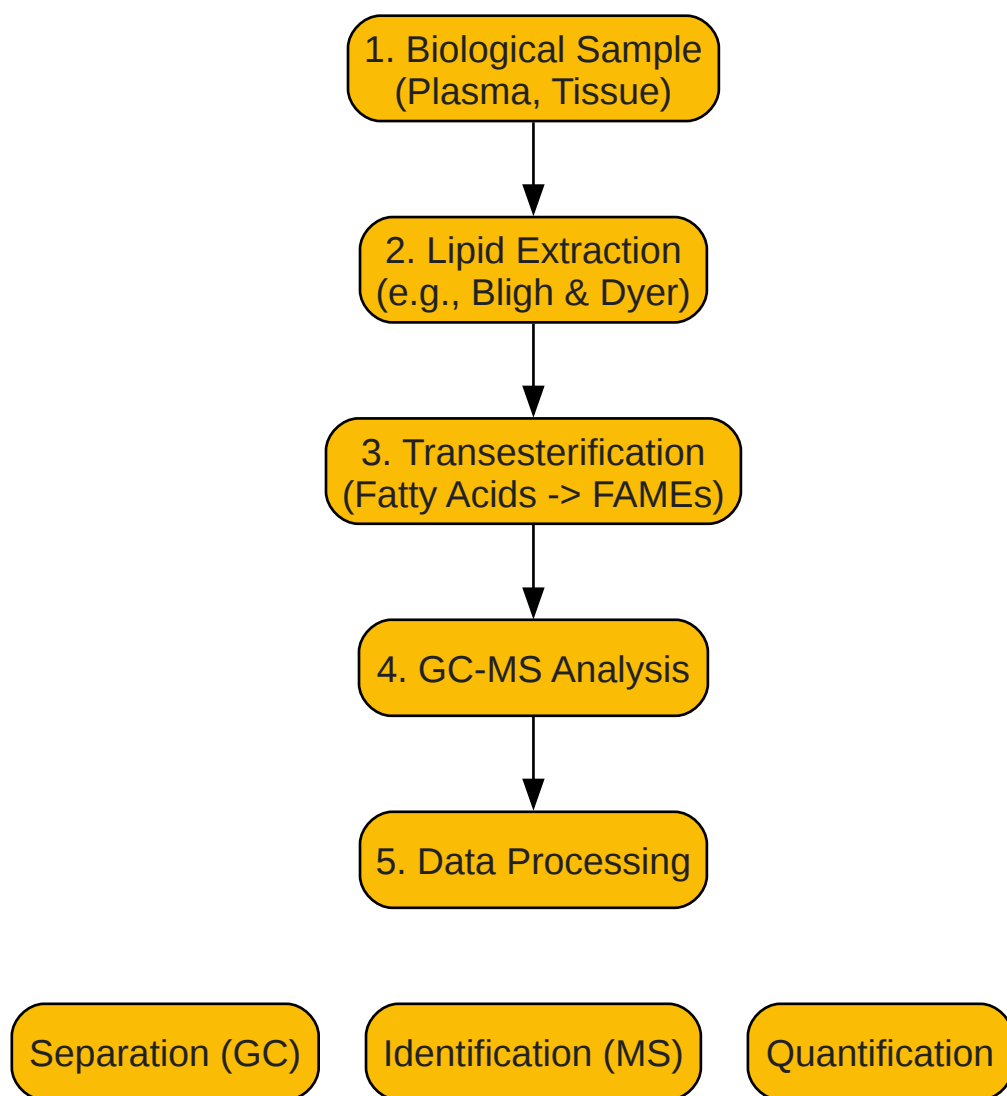 1. Biological Sample
(Plasma, Tissue)
2. Lipid Extraction
(e.g., Bligh & Dyer)
3. Transesterification
(Fatty Acids -> FAMEs)
4. GC-MS Analysis
5. Data Processing
Separation (GC)
Identification (MS)
Quantification